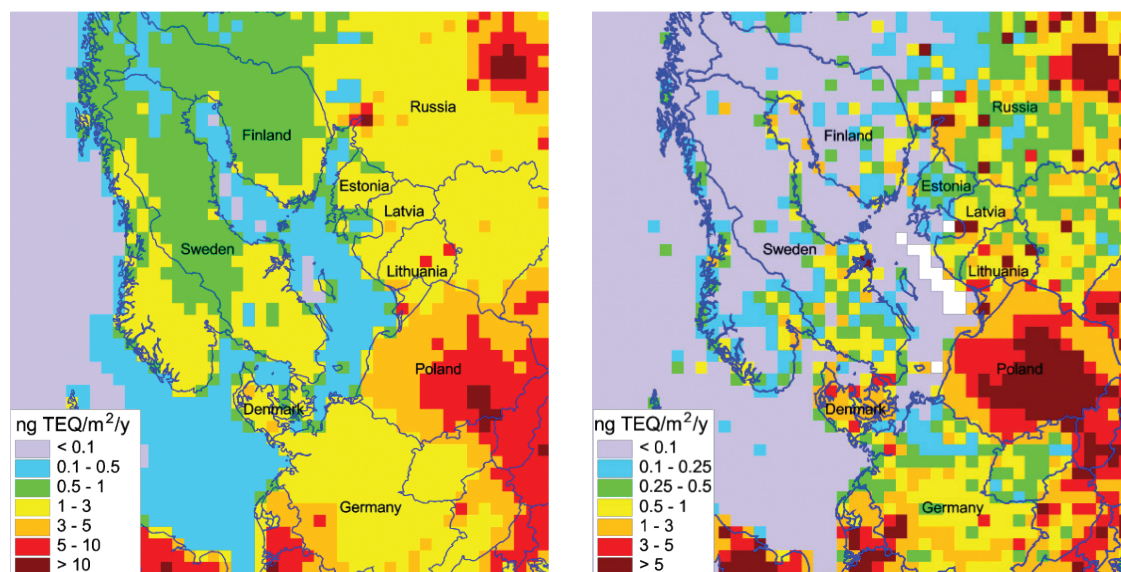 Russia
Finland
Estonia
Latvia
Sweden
Lithuania
Poland
Denmark
Germany
ng TEQ/m²/y
< 0.1
0.1 - 0.5
0.5 - 1
1 - 3
3 - 5
5 - 10
> 10
Russia
Finland
Estonia
Latvia
Sweden
Lithuania
Poland
Denmark
Germany
ng TEQ/m²/y
< 0.1
0.1 - 0.25
0.25 - 0.5
0.5 - 1
1 - 3
3 - 5
> 5